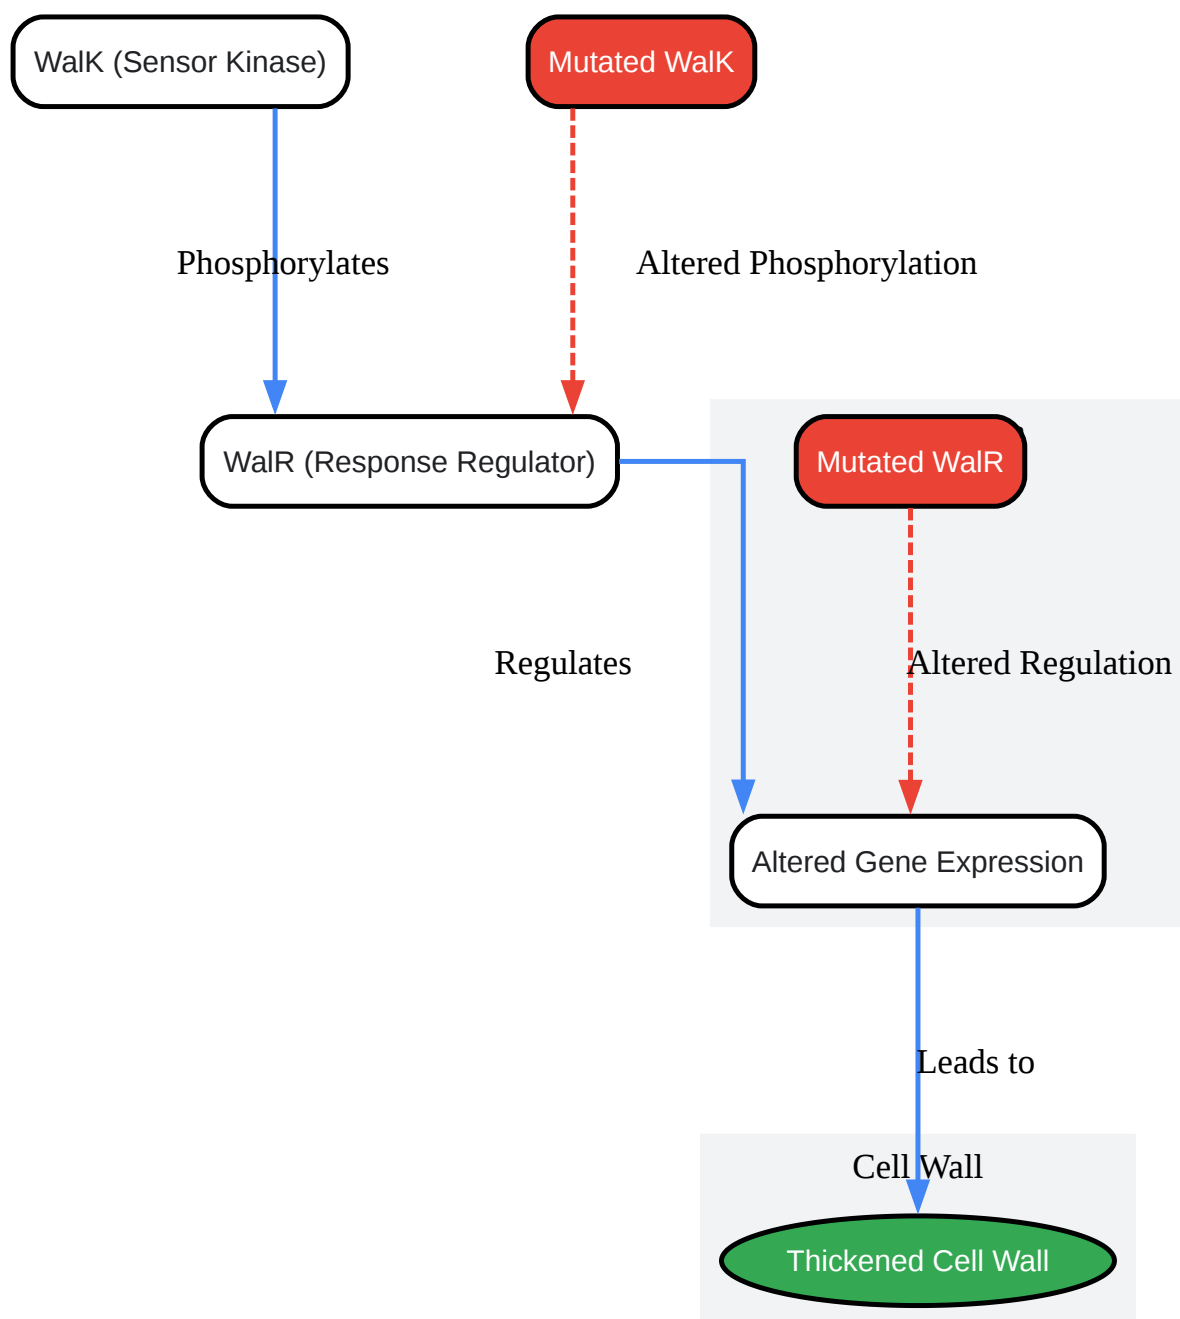 WalK (Sensor Kinase)
Mutated WalK
Phosphorylates
Altered Phosphorylation
WalR (Response Regulator)
Mutated WalR
Regulates
Altered Regulation
Altered Gene Expression
Leads to
Cell Wall
Thickened Cell Wall